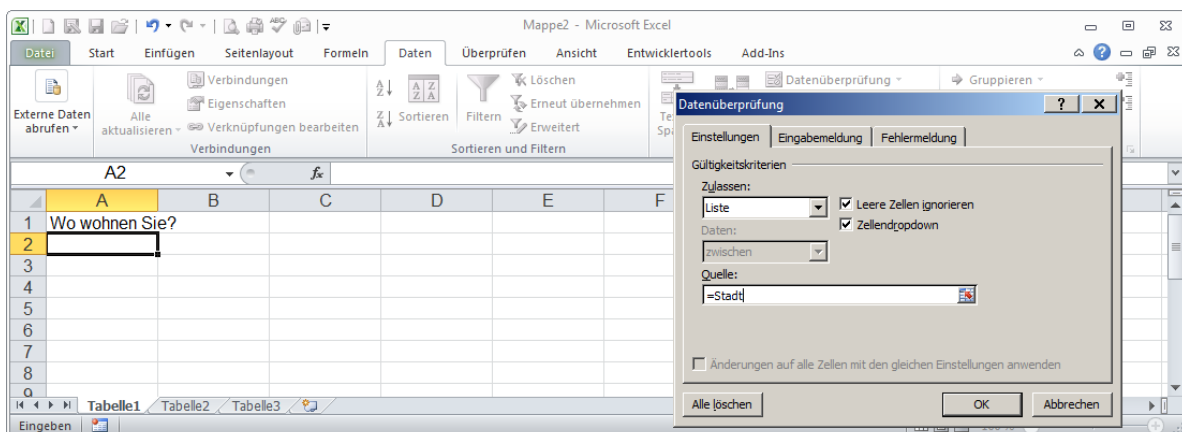 Mappe2 - Microsoft Excel
Datei Start Einfügen Seitenlayout Formeln Daten Überprüfen Ansicht Entwicklertools Add-Ins
Externe Daten abrufen
Alle aktualisieren
Verbindungen
Eigenschaften
Verknüpfungen bearbeiten
Verbindungen
Sortieren
Filtern
Löschen
Erneut übernehmen
Erweitert
Sortieren und Filtern
Datenüberprüfung
Gruppieren
A2
fx
A B C D E F
1 Wo wohnen Sie?
2
3
4
5
6
7
8
9
Tabelle1 Tabelle2 Tabelle3
Eingeben
Datenüberprüfung
Einstellungen Eingabemeldung Fehlermeldung
Gültigkeitskriterien
Zulassen:
Liste
Leere Zellen ignorieren
Zellendropdown
Daten:
zwischen
Quelle:
=Stadt
Änderungen auf alle Zellen mit den gleichen Einstellungen anwenden
Alle löschen
OK
Abbrechen